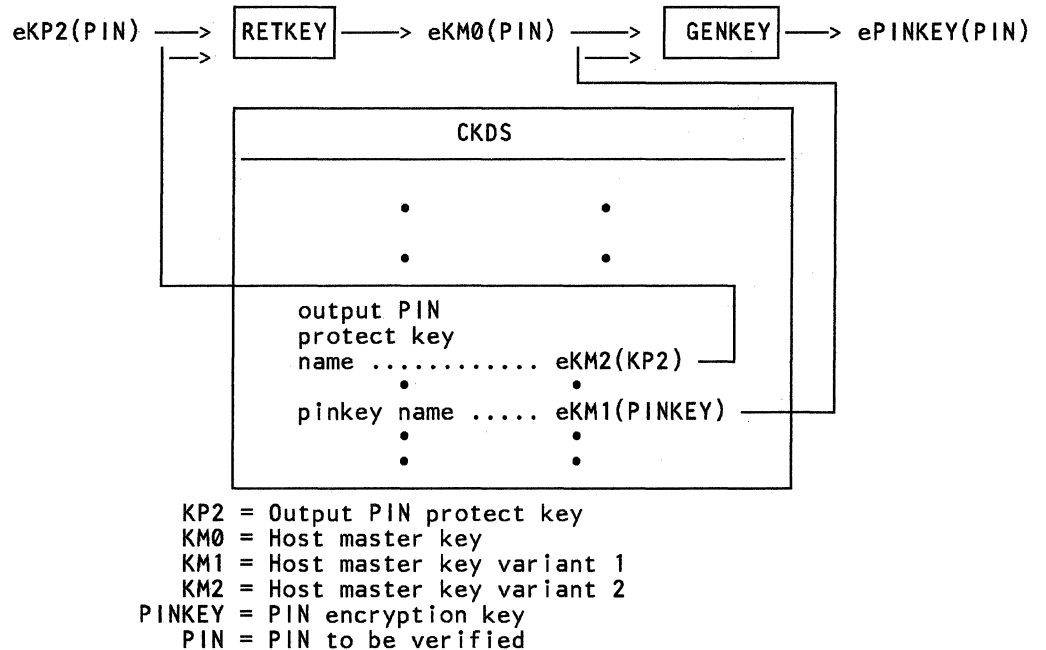 eKP2(PIN) ——> RETKEY ——> eKM0(PIN) ——> GENKEY ——> ePINKEY(PIN)
CKDS
output PIN
protect key
name ............ eKM2(KP2)
pinkey name ..... eKM1(PINKEY)
KP2 = Output PIN protect key
KM0 = Host master key
KM1 = Host master key variant 1
KM2 = Host master key variant 2
PINKEY = PIN encryption key
PIN = PIN to be verified